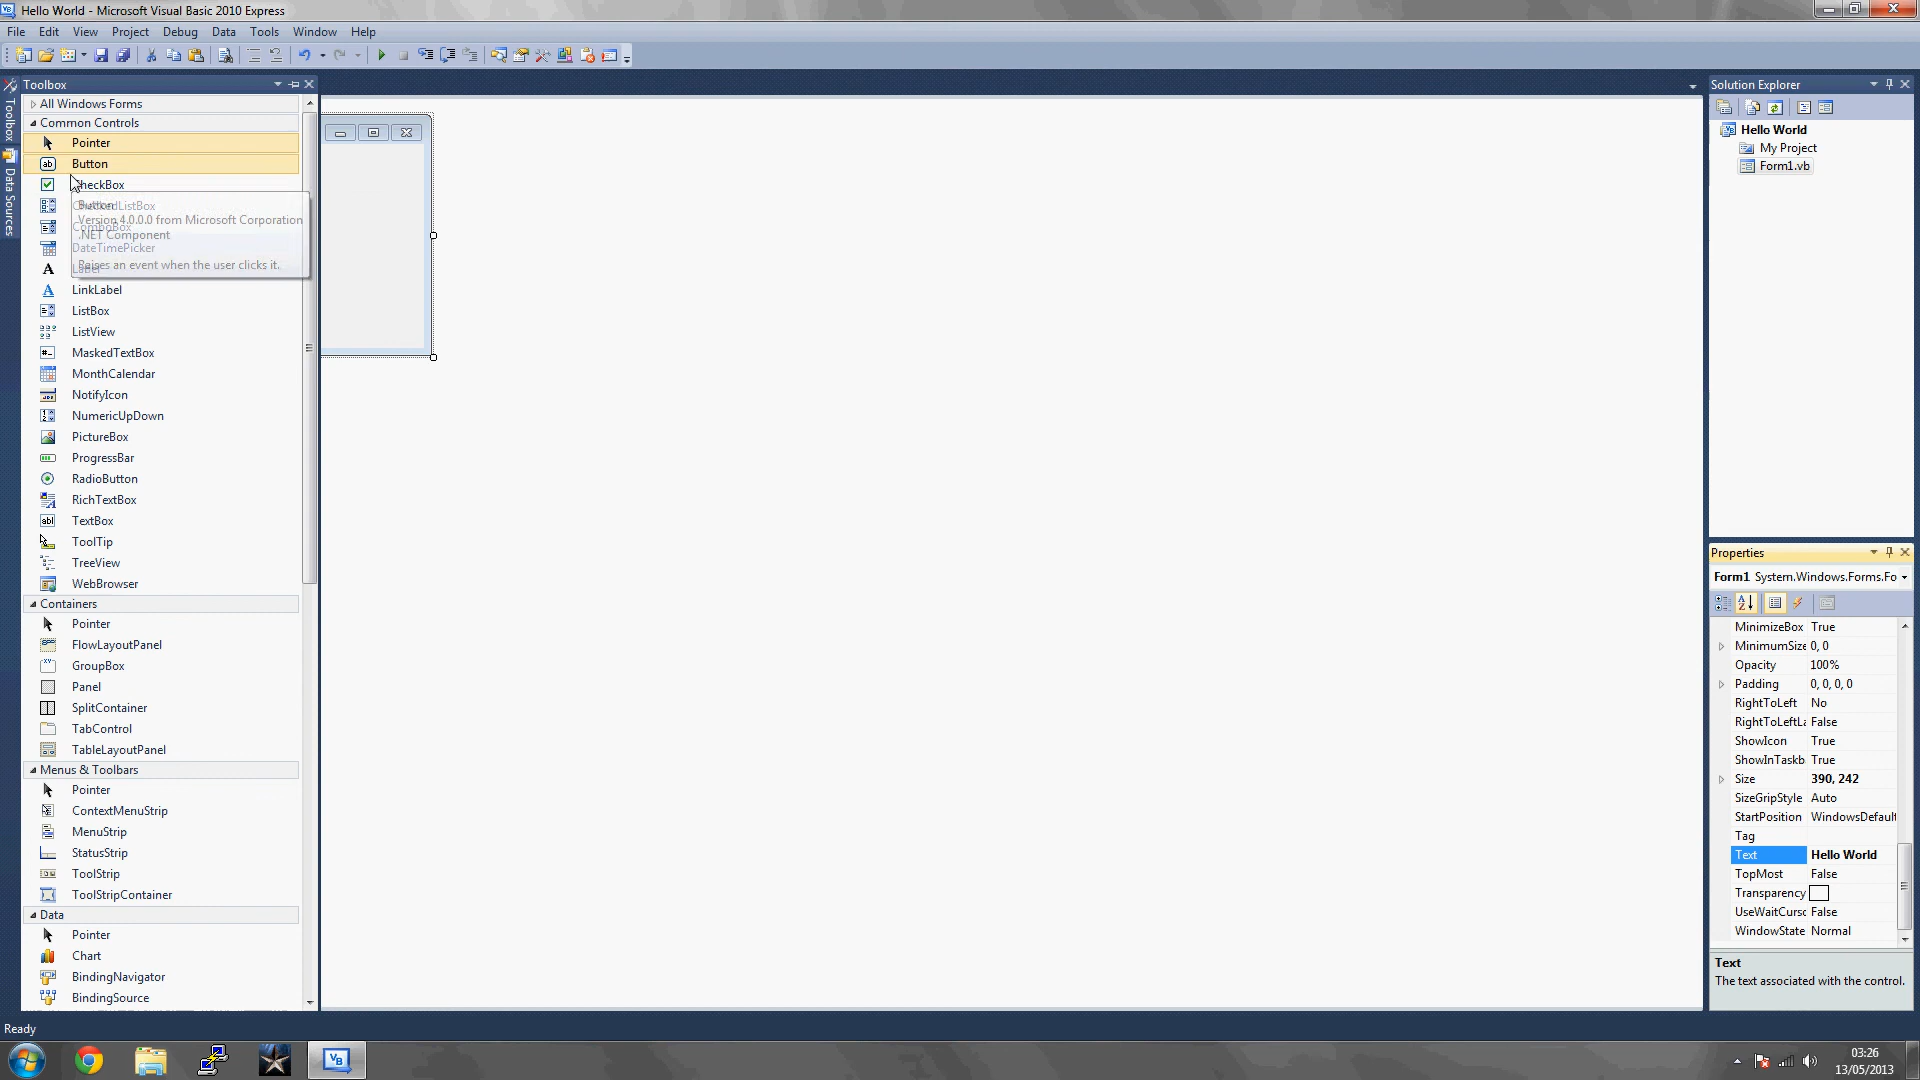 Hello World - Microsoft Visual Basic 2010 Express
File Edit View Project Debug Data Tools Window Help
Toolbox
Data Sources
Toolbox
All Windows Forms
Common Controls
Pointer
Button
CheckBox
CheckedListBox
ComboBox
DateTimePicker
Label
Button
Version 4.0.0.0 from Microsoft Corporation
.NET Component
Raises an event when the user clicks it.
LinkLabel
ListBox
ListView
MaskedTextBox
MonthCalendar
NotifyIcon
NumericUpDown
PictureBox
ProgressBar
RadioButton
RichTextBox
TextBox
ToolTip
TreeView
WebBrowser
Containers
Pointer
FlowLayoutPanel
GroupBox
Panel
SplitContainer
TabControl
TableLayoutPanel
Menus & Toolbars
Pointer
ContextMenuStrip
MenuStrip
StatusStrip
ToolStrip
ToolStripContainer
Data
Pointer
Chart
BindingNavigator
BindingSource
Solution Explorer
Hello World
My Project
Form1.vb
Properties
Form1 System.Windows.Forms.Fo
MinimizeBox True
MinimumSize 0, 0
Opacity 100%
Padding 0, 0, 0, 0
RightToLeft No
RightToLeftLa False
ShowIcon True
ShowInTaskb True
Size 390, 242
SizeGripStyle Auto
StartPosition WindowsDefault
Tag
Text Hello World
TopMost False
Transparency
UseWaitCurso False
WindowState Normal
Text
The text associated with the control.
Ready
03:26
13/05/2013